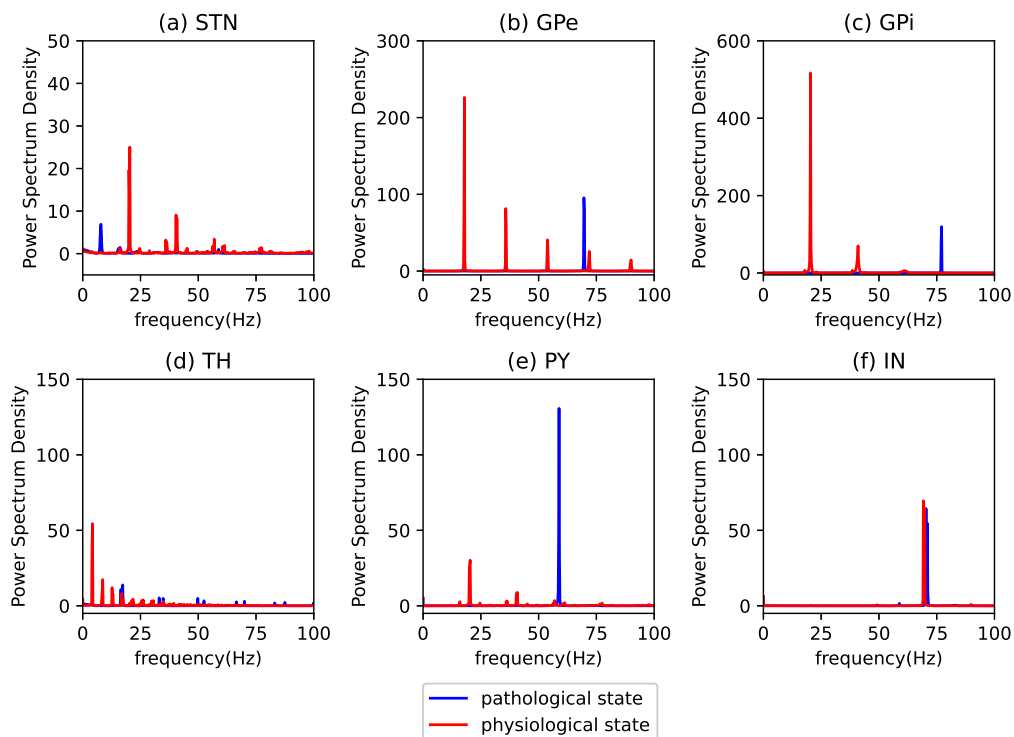 (a) STN
(b) GPe
(c) GPi
Power Spectrum Density
50
40
30
20
10
0
Power Spectrum Density
300
200
100
0
Power Spectrum Density
600
400
200
0
0 25 50 75 100
0 25 50 75 100
0 25 50 75 100
frequency(Hz)
frequency(Hz)
frequency(Hz)
(d) TH
(e) PY
(f) IN
Power Spectrum Density
150
100
50
0
Power Spectrum Density
150
100
50
0
Power Spectrum Density
150
100
50
0
0 25 50 75 100
0 25 50 75 100
0 25 50 75 100
frequency(Hz)
frequency(Hz)
frequency(Hz)
pathological state
physiological state